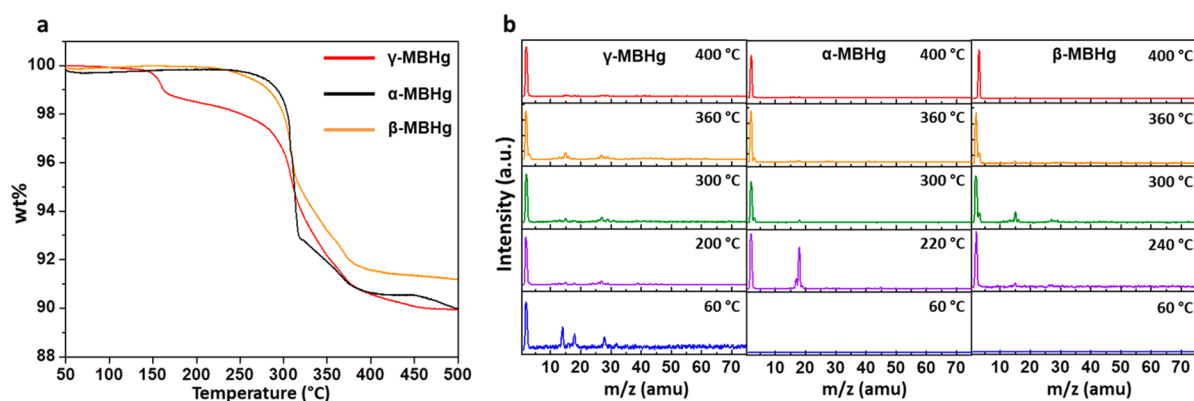 a
100
98
96
94
92
90
88
wt%
50 100 150 200 250 300 350 400 450 500
Temperature (°C)
γ-MBHg
α-MBHg
β-MBHg
b
Intensity (a.u.)
γ-MBHg 400 °C α-MBHg 400 °C β-MBHg 400 °C
360 °C 360 °C 360 °C
300 °C 300 °C 300 °C
200 °C 220 °C 240 °C
60 °C 60 °C 60 °C
10 20 30 40 50 60 70 10 20 30 40 50 60 70 10 20 30 40 50 60 70
m/z (amu) m/z (amu) m/z (amu)